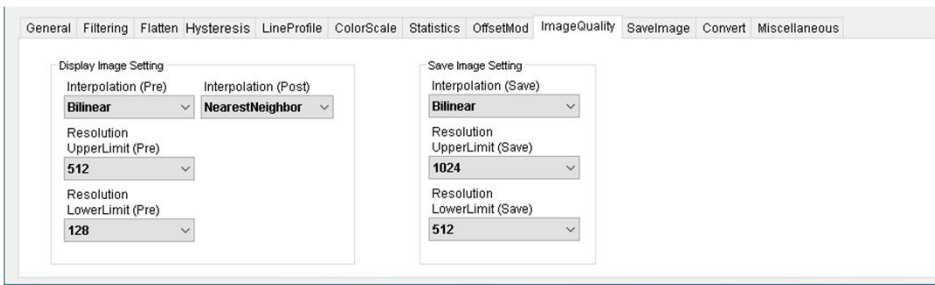 General Filtering Flatten Hysteresis LineProfile ColorScale Statistics OffsetMod ImageQuality SaveImage Convert Miscellaneous
Display Image Setting
Interpolation (Pre) Interpolation (Post)
Bilinear NearestNeighbor
Resolution
UpperLimit (Pre)
512
Resolution
LowerLimit (Pre)
128
Save Image Setting
Interpolation (Save)
Bilinear
Resolution
UpperLimit (Save)
1024
Resolution
LowerLimit (Save)
512